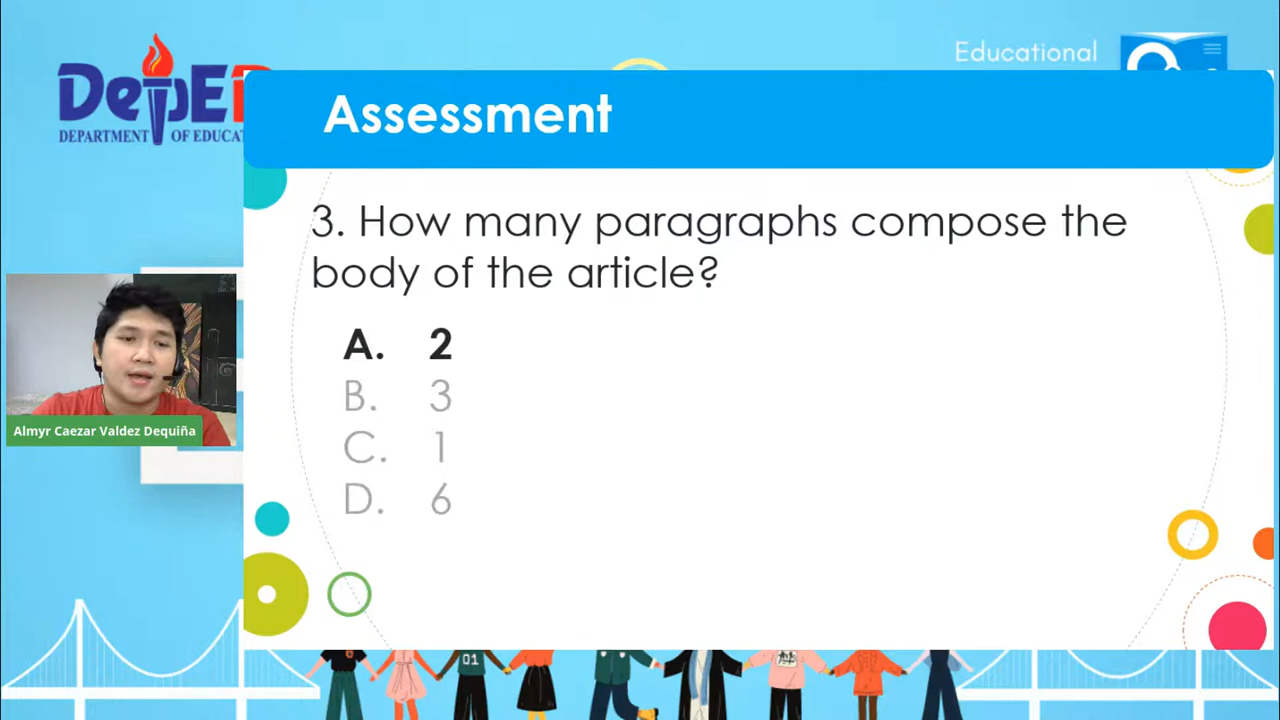 DepED
DEPARTMENT OF EDUCAT
Educational
Assessment
3. How many paragraphs compose the
body of the article?
A. 2
B. 3
C. 1
D. 6
Almyr Caezar Valdez Dequiña
01